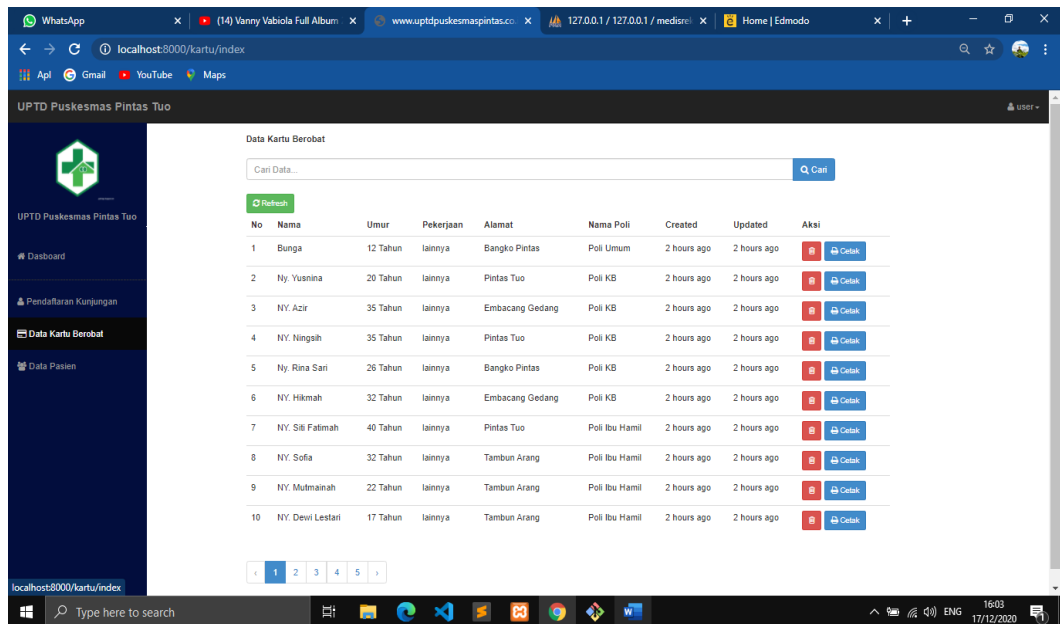 WhatsApp
(14) Vanny Vabiola Full Album
www.uptdpuskesmaspintas.co.
127.0.0.1 / 127.0.0.1 / medisrek
Home | Edmodo
localhost:8000/kartu/index
Apl Gmail YouTube Maps
UPTD Puskesmas Pintas Tuo
user
UPTD Puskesmas Pintas Tuo
Dasboard
Pendaftaran Kunjungan
Data Kartu Berobat
Data Pasien
Data Kartu Berobat
Cari Data...
Cari
Refresh
No Nama Umur Pekerjaan Alamat Nama Poli Created Updated Aksi
1 Bunga 12 Tahun lainnya Bangko Pintas Poli Umum 2 hours ago 2 hours ago Cetak
2 Ny. Yusnina 20 Tahun lainnya Pintas Tuo Poli KB 2 hours ago 2 hours ago Cetak
3 NY. Azir 35 Tahun lainnya Embacang Gedang Poli KB 2 hours ago 2 hours ago Cetak
4 NY. Ningsih 35 Tahun lainnya Pintas Tuo Poli KB 2 hours ago 2 hours ago Cetak
5 Ny. Rina Sari 26 Tahun lainnya Bangko Pintas Poli KB 2 hours ago 2 hours ago Cetak
6 NY. Hikmah 32 Tahun lainnya Embacang Gedang Poli KB 2 hours ago 2 hours ago Cetak
7 NY. Siti Fatimah 40 Tahun lainnya Pintas Tuo Poli Ibu Hamil 2 hours ago 2 hours ago Cetak
8 NY. Sofia 32 Tahun lainnya Tambun Arang Poli Ibu Hamil 2 hours ago 2 hours ago Cetak
9 NY. Mutmainah 22 Tahun lainnya Tambun Arang Poli Ibu Hamil 2 hours ago 2 hours ago Cetak
10 NY. Dewi Lestari 17 Tahun lainnya Tambun Arang Poli Ibu Hamil 2 hours ago 2 hours ago Cetak
‹ 1 2 3 4 5 ›
localhost:8000/kartu/index
Type here to search
ENG
16:03
17/12/2020